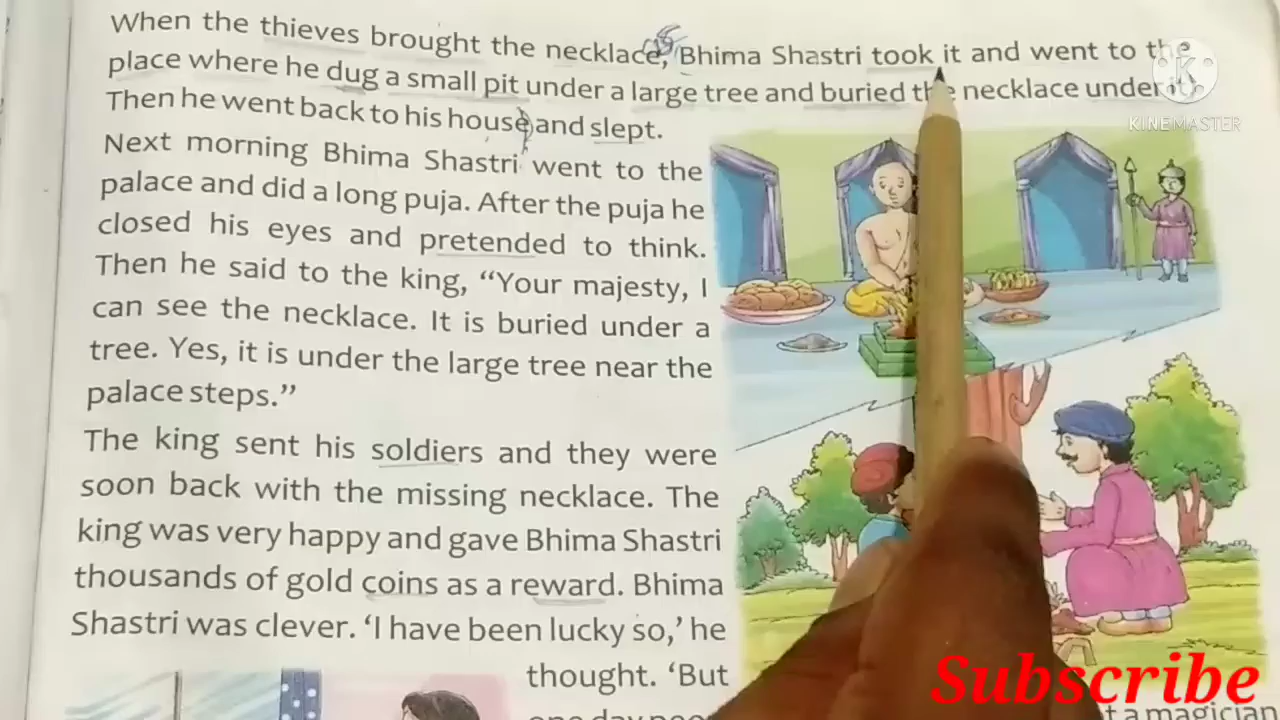 When the thieves brought the necklace, Bhima Shastri took it and went to the
place where he dug a small pit under a large tree and buried the necklace under it.
Then he went back to his house and slept.
Next morning Bhima Shastri went to the
palace and did a long puja. After the puja he
closed his eyes and pretended to think.
Then he said to the king, “Your majesty, I
can see the necklace. It is buried under a
tree. Yes, it is under the large tree near the
palace steps.”
The king sent his soldiers and they were
soon back with the missing necklace. The
king was very happy and gave Bhima Shastri
thousands of gold coins as a reward. Bhima
Shastri was clever. ‘I have been lucky so,’ he
thought. ‘But
one day
t a magician
K
KINEMASTER
Subscribe